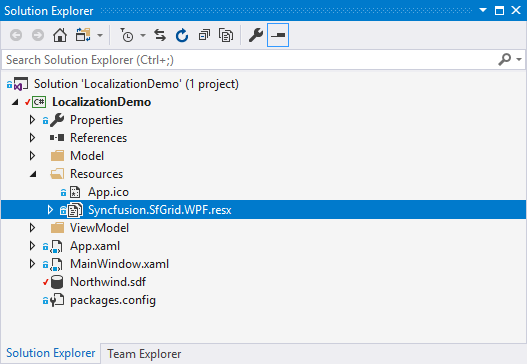 Solution Explorer
Search Solution Explorer (Ctrl+;)
Solution 'LocalizationDemo' (1 project)
C# LocalizationDemo
Properties
References
Model
Resources
App.ico
Syncfusion.SfGrid.WPF.resx
ViewModel
App.xaml
MainWindow.xaml
Northwind.sdf
packages.config
Solution Explorer Team Explorer